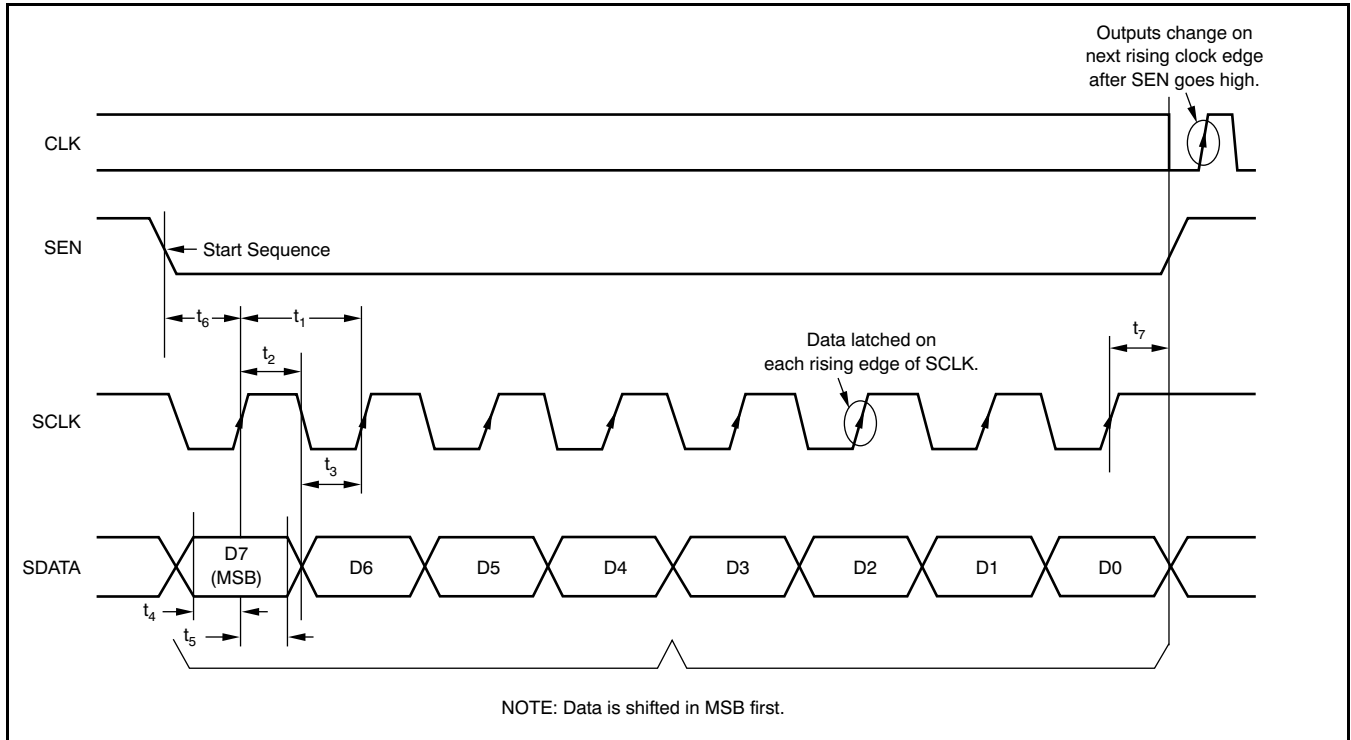 Outputs change on
next rising clock edge
after SEN goes high.
CLK
SEN
Start Sequence
t6
t1
t2
Data latched on
each rising edge of SCLK.
t7
SCLK
t3
SDATA
D7
(MSB)
D6
D5
D4
D3
D2
D1
D0
t4
t5
NOTE: Data is shifted in MSB first.